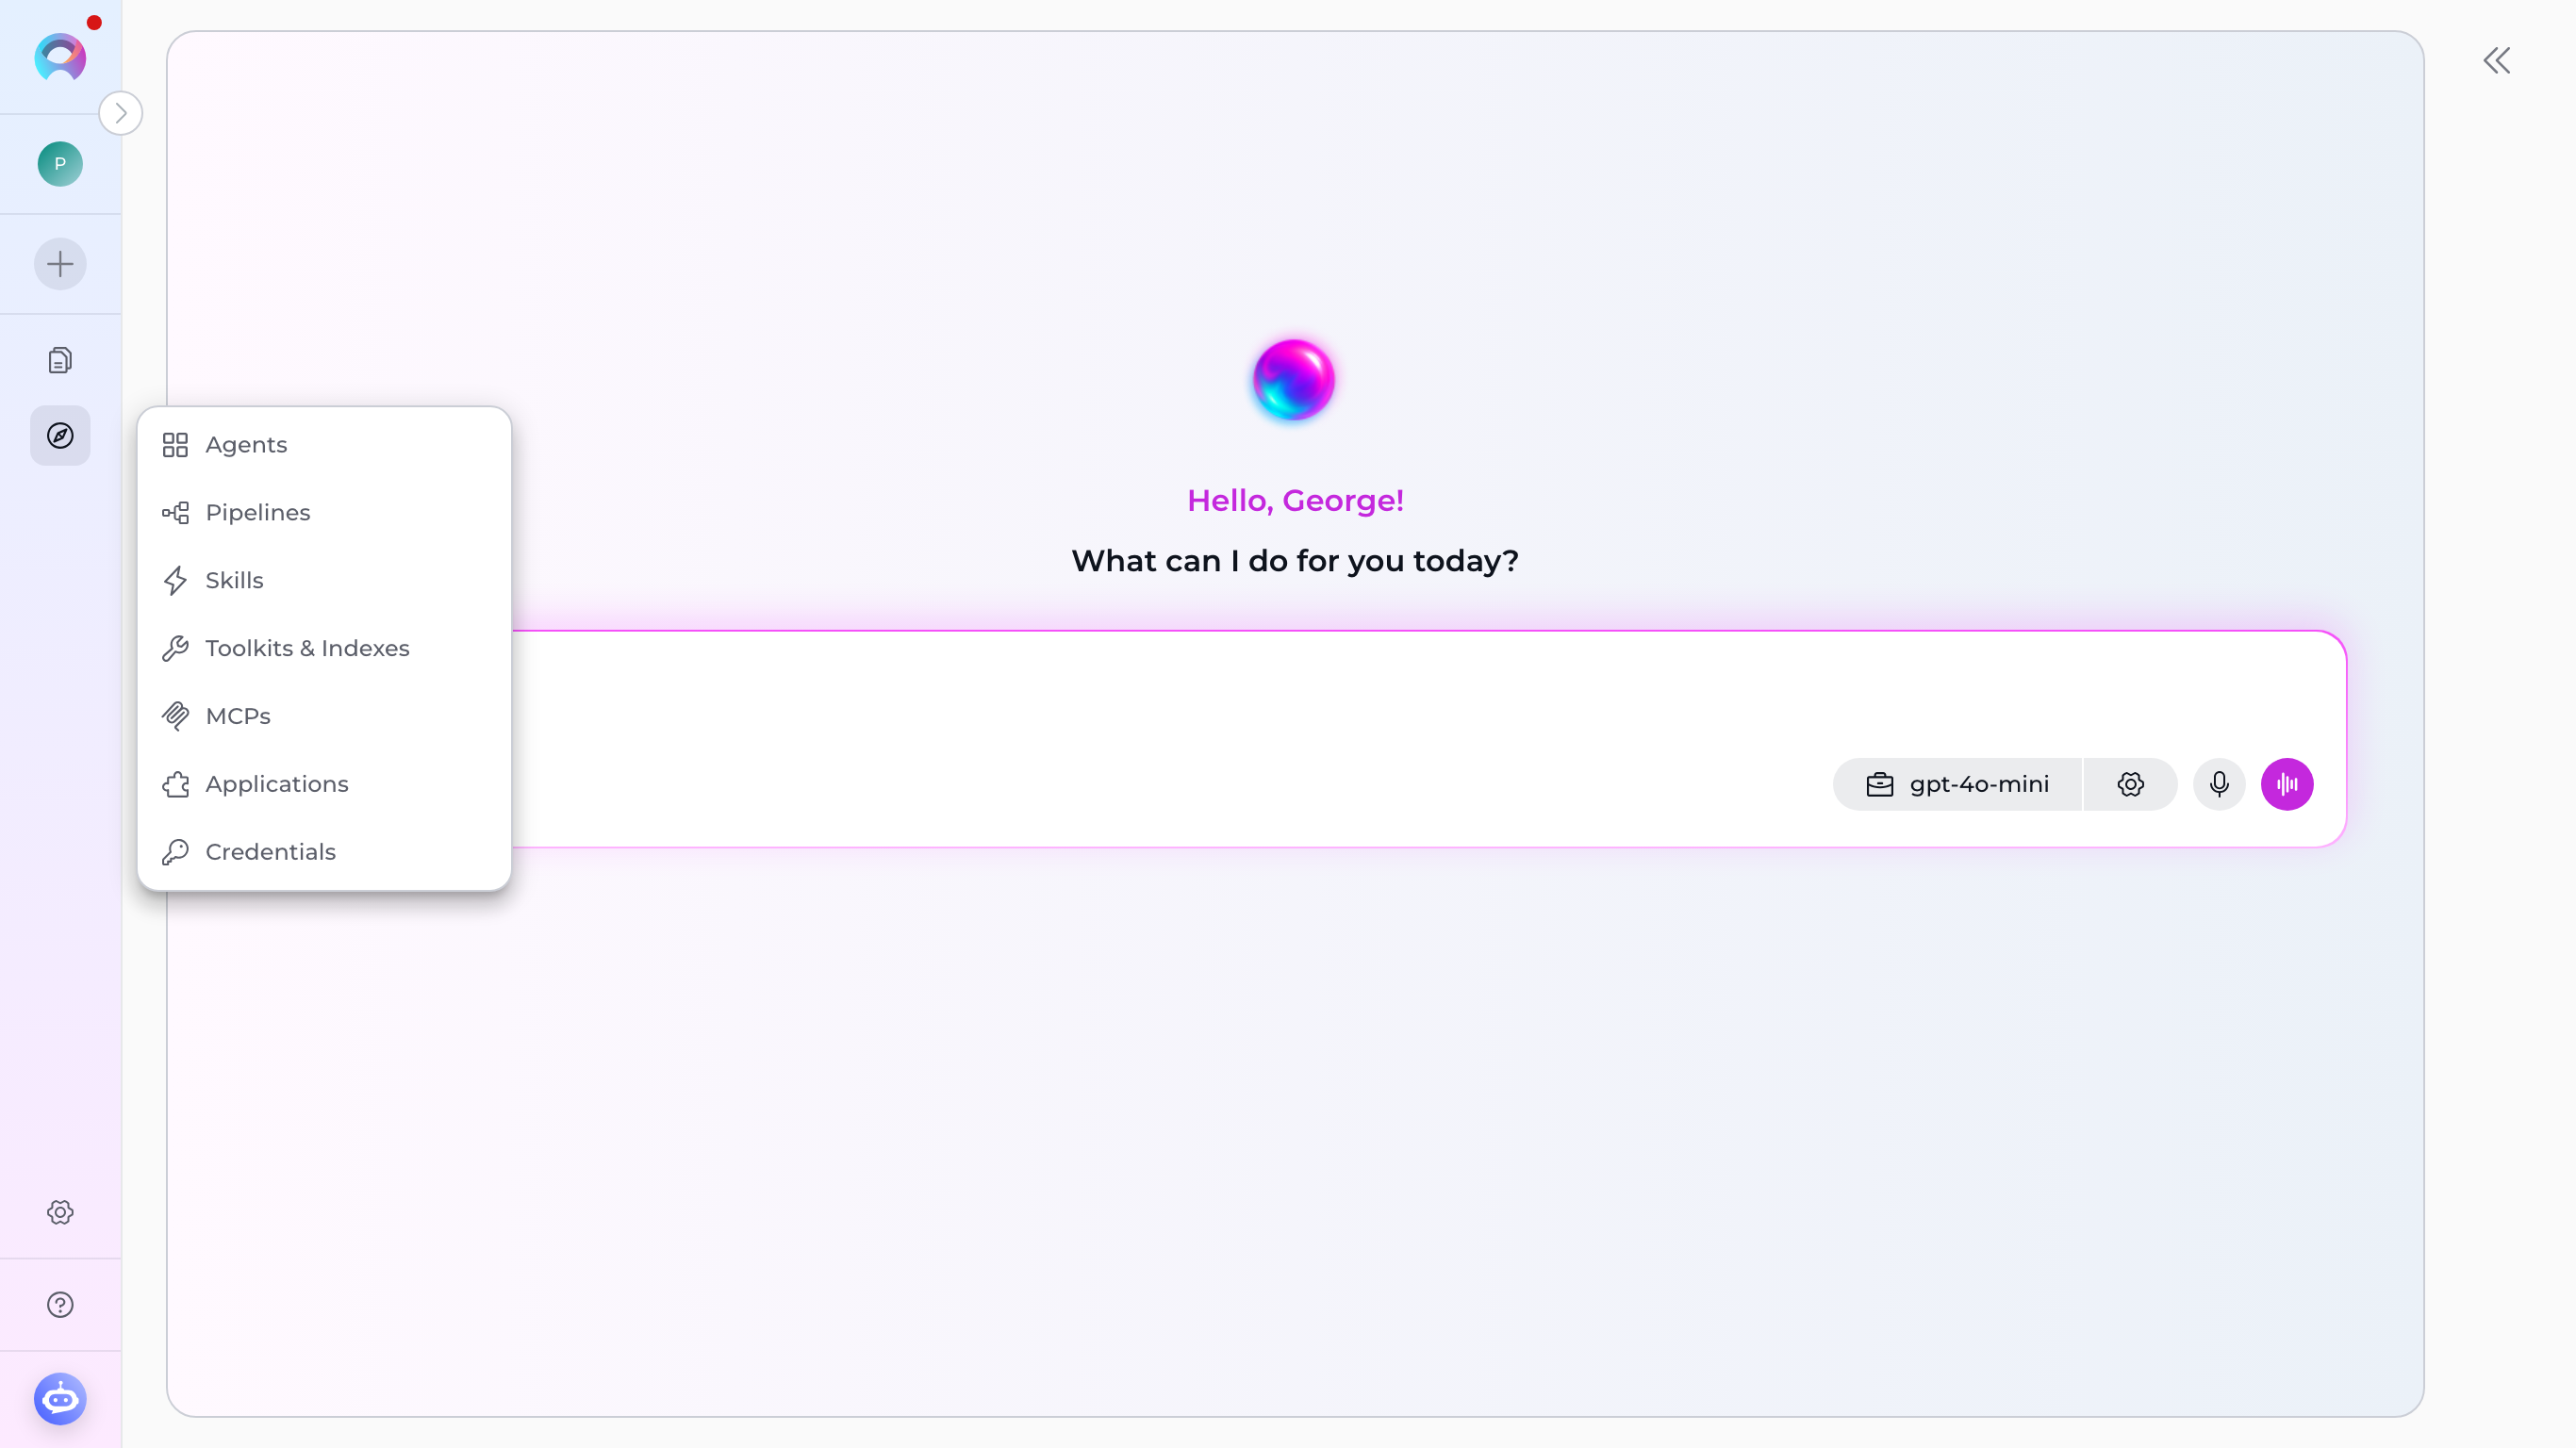 P
Agents
Pipelines
Skills
Toolkits & Indexes
MCPs
Applications
Credentials
Hello, George!
What can I do for you today?
gpt-4o-mini